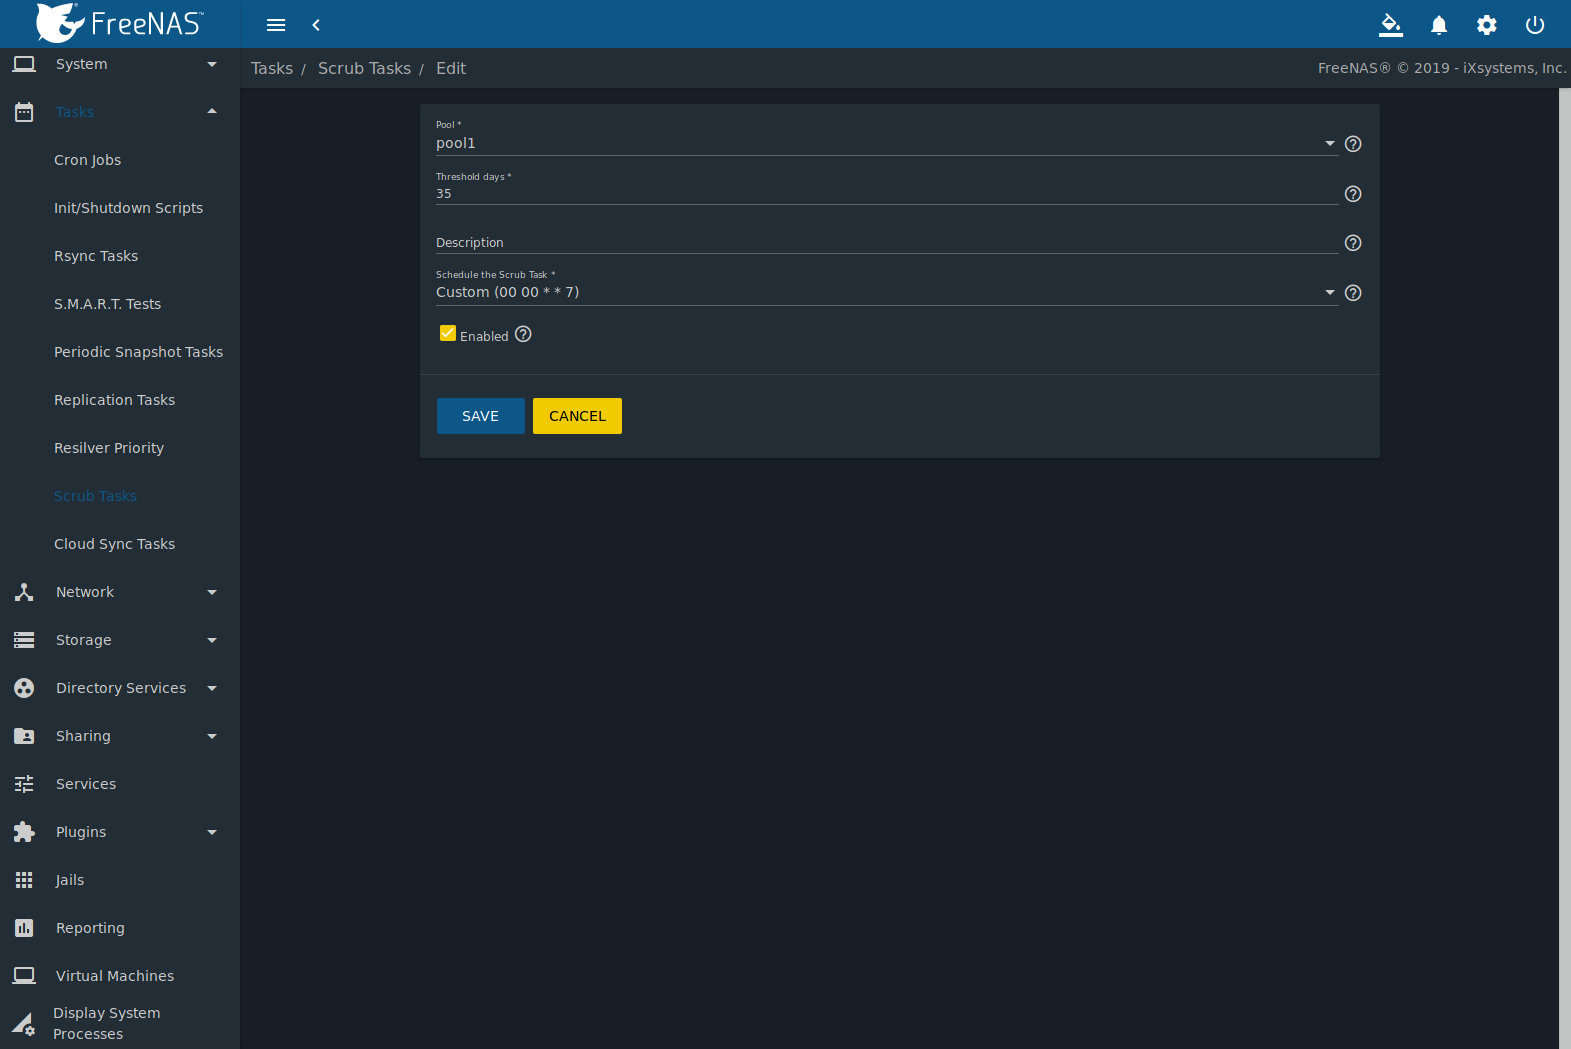 FreeNAS™
System
Tasks
Cron Jobs
Init/Shutdown Scripts
Rsync Tasks
S.M.A.R.T. Tests
Periodic Snapshot Tasks
Replication Tasks
Resilver Priority
Scrub Tasks
Cloud Sync Tasks
Network
Storage
Directory Services
Sharing
Services
Plugins
Jails
Reporting
Virtual Machines
Display System
Processes
Tasks / Scrub Tasks / Edit
FreeNAS® © 2019 - iXsystems, Inc.
Pool *
pool1
Threshold days *
35
Description
Schedule the Scrub Task *
Custom (00 00 * * 7)
Enabled
SAVE CANCEL